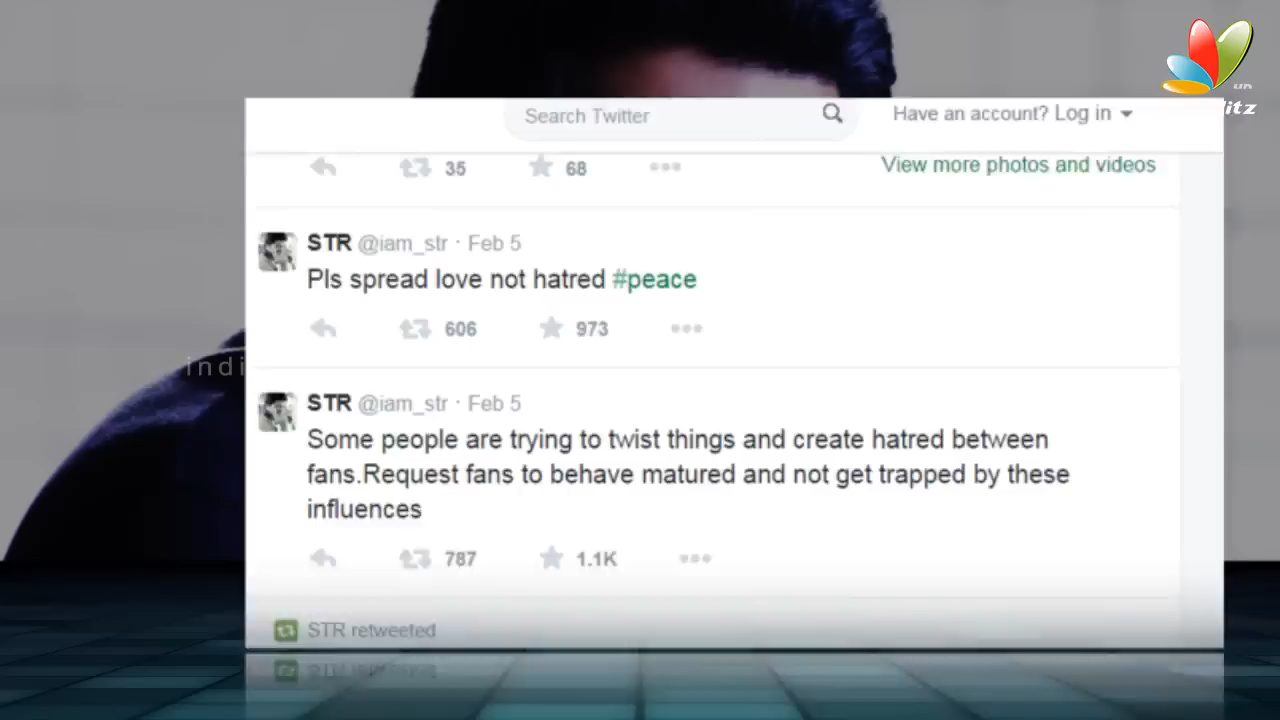 Search Twitter
Have an account? Log in
35 68
View more photos and videos
STR @iam_str · Feb 5
Pls spread love not hatred #peace
606 973
STR @iam_str · Feb 5
Some people are trying to twist things and create hatred between
fans.Request fans to behave matured and not get trapped by these
influences
787 1.1K
STR retweeted
indi